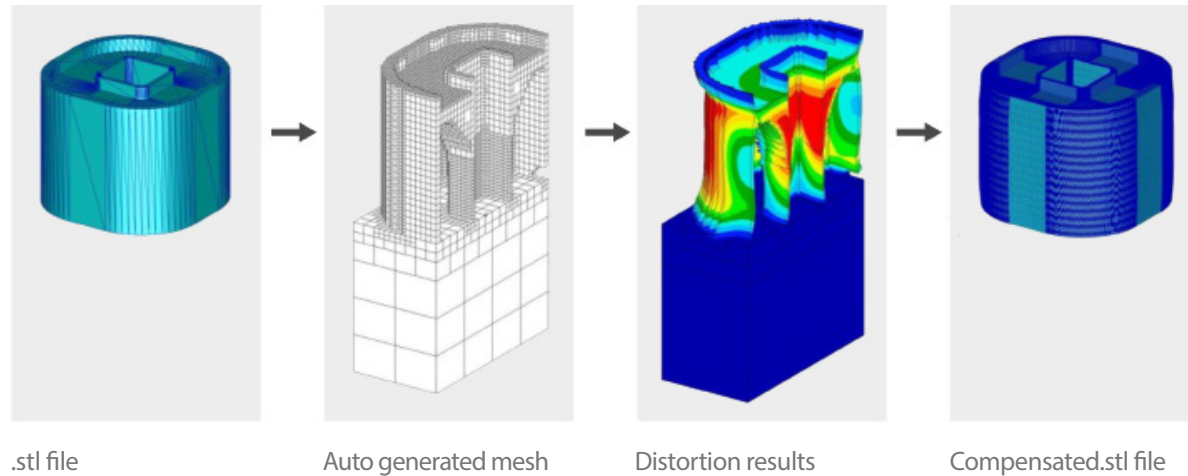 .stl file
Auto generated mesh
Distortion results
Compensated.stl file